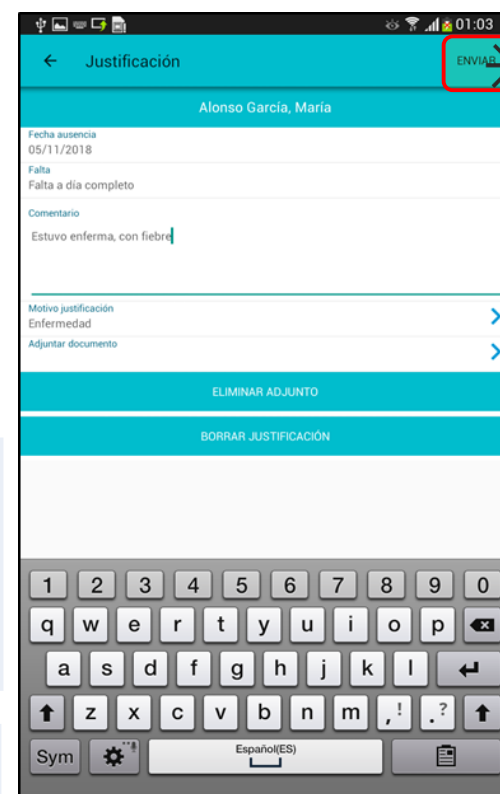 01:03
Justificación
ENVIAR
Alonso García, María
Fecha ausencia
05/11/2018
Falta
Falta a día completo
Comentario
Estuvo enferma, con fiebre
Motivo justificación
Enfermedad
Adjuntar documento
ELIMINAR ADJUNTO
BORRAR JUSTIFICACIÓN
1 2 3 4 5 6 7 8 9 0
q w e r t y u i o p
a s d f g h j k l
z x c v b n m , ! . ?
Sym Español(ES)